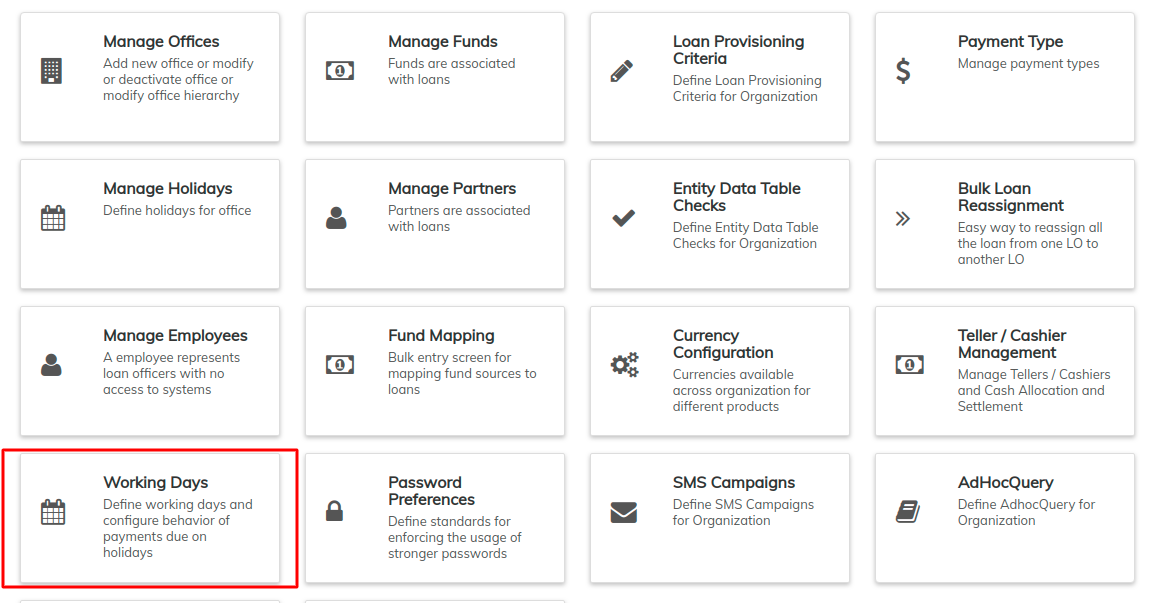 Manage Offices
Add new office or modify
or deactivate office or
modify office hierarchy
Manage Funds
Funds are associated
with loans
Loan Provisioning
Criteria
Define Loan Provisioning
Criteria for Organization
Payment Type
Manage payment types
Manage Holidays
Define holidays for office
Manage Partners
Partners are associated
with loans
Entity Data Table
Checks
Define Entity Data Table
Checks for Organization
Bulk Loan
Reassignment
Easy way to reassign all
the loan from one LO to
another LO
Manage Employees
A employee represents
loan officers with no
access to systems
Fund Mapping
Bulk entry screen for
mapping fund sources to
loans
Currency
Configuration
Currencies available
across organization for
different products
Teller / Cashier
Management
Manage Tellers / Cashiers
and Cash Allocation and
Settlement
Working Days
Define working days and
configure behavior of
payments due on
holidays
Password
Preferences
Define standards for
enforcing the usage of
stronger passwords
SMS Campaigns
Define SMS Campaigns
for Organization
AdHocQuery
Define AdhocQuery for
Organization